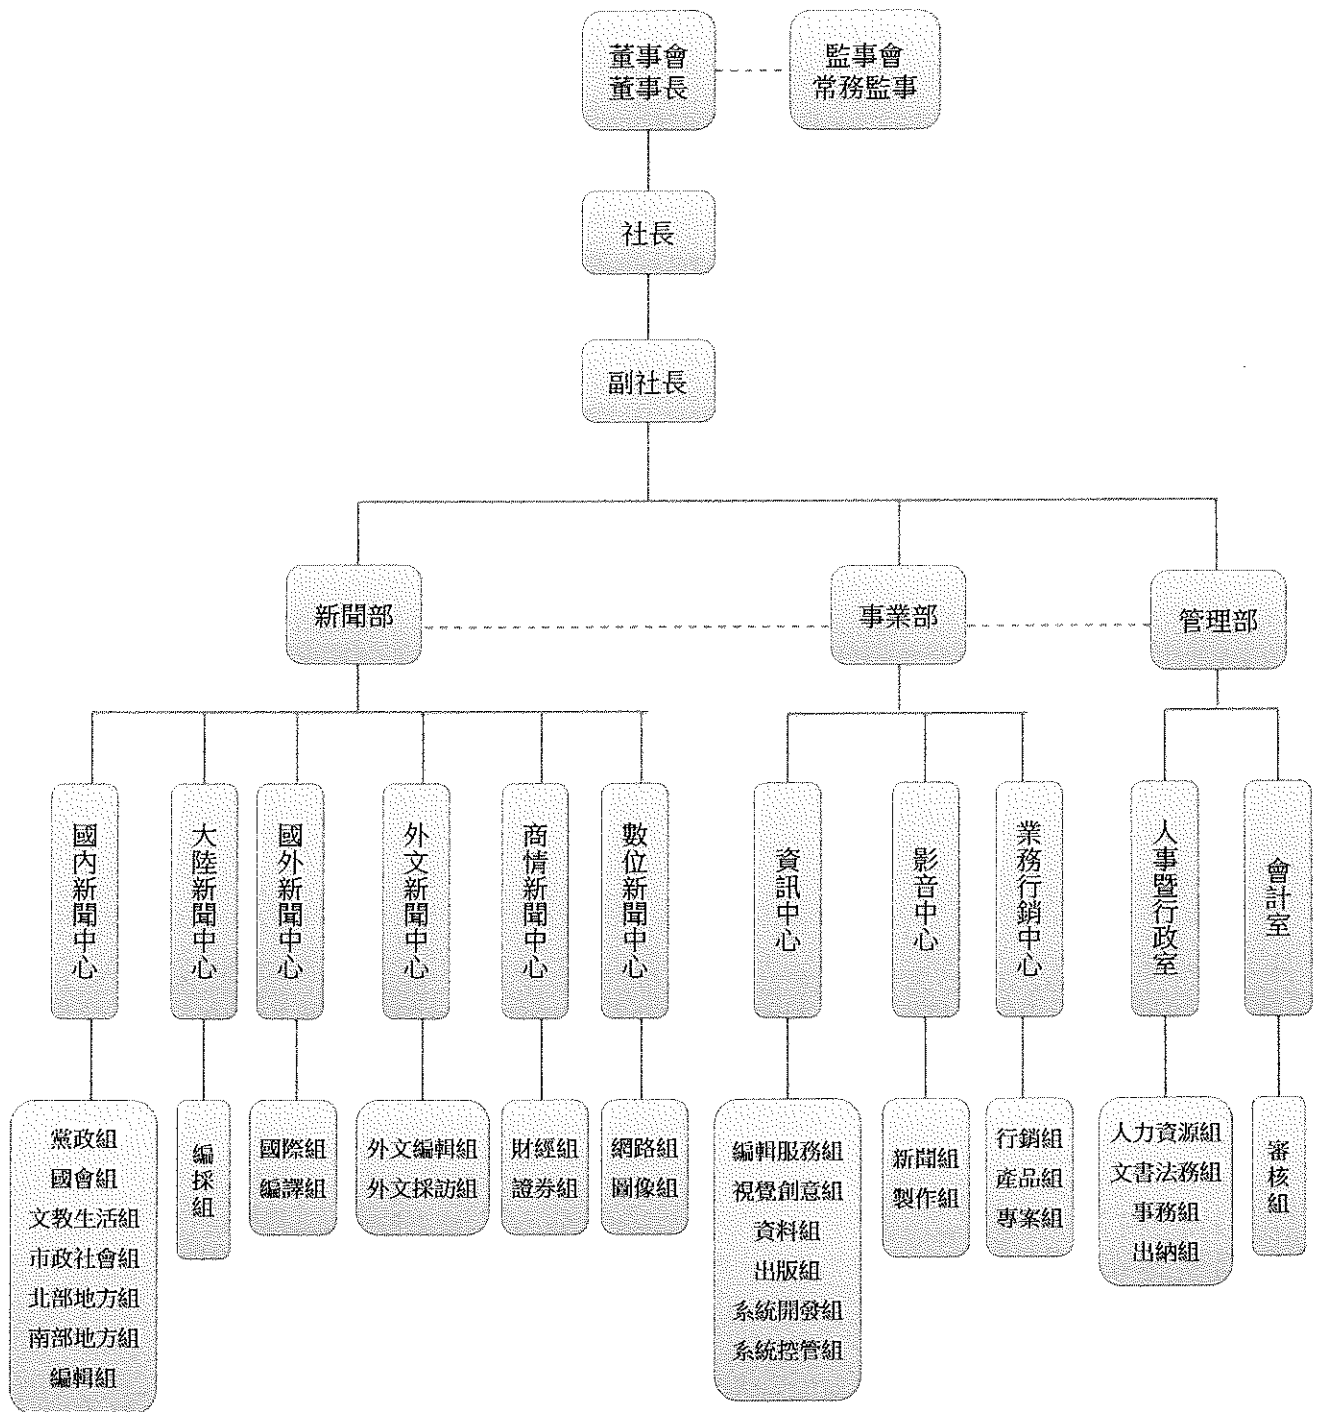 董事會
董事長
監事會
常務監事
社長
副社長
新聞部
事業部
管理部
國內新聞中心
大陸新聞中心
國外新聞中心
外文新聞中心
商情新聞中心
數位新聞中心
資訊中心
影音中心
業務行銷中心
人事暨行政室
會計室
黨政組
國會組
文教生活組
市政社會組
北部地方組
南部地方組
編輯組
編採組
國際組
編譯組
外文編輯組
外文採訪組
財經組
證券組
網路組
圖像組
編輯服務組
視覺創意組
資料組
出版組
系統開發組
系統控管組
新聞組
製作組
行銷組
產品組
專案組
人力資源組
文書法務組
事務組
出納組
審核組